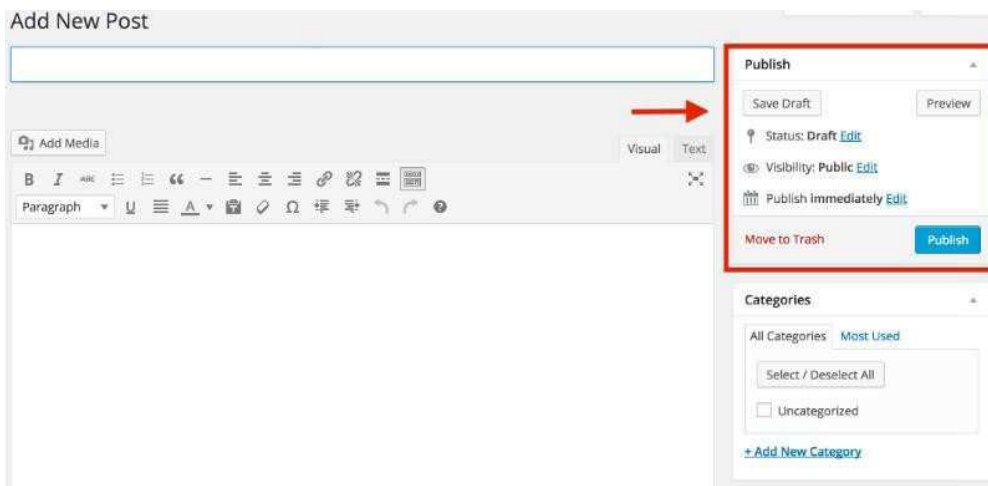 Add New Post
Publish
Save Draft
Preview
Status: Draft Edit
Add Media
Visual
Text
Visibility: Public Edit
B I ABC
Publish immediately Edit
Paragraph
U
A
Ω
Move to Trash
Publish
Categories
All Categories
Most Used
Select / Deselect All
Uncategorized
+ Add New Category